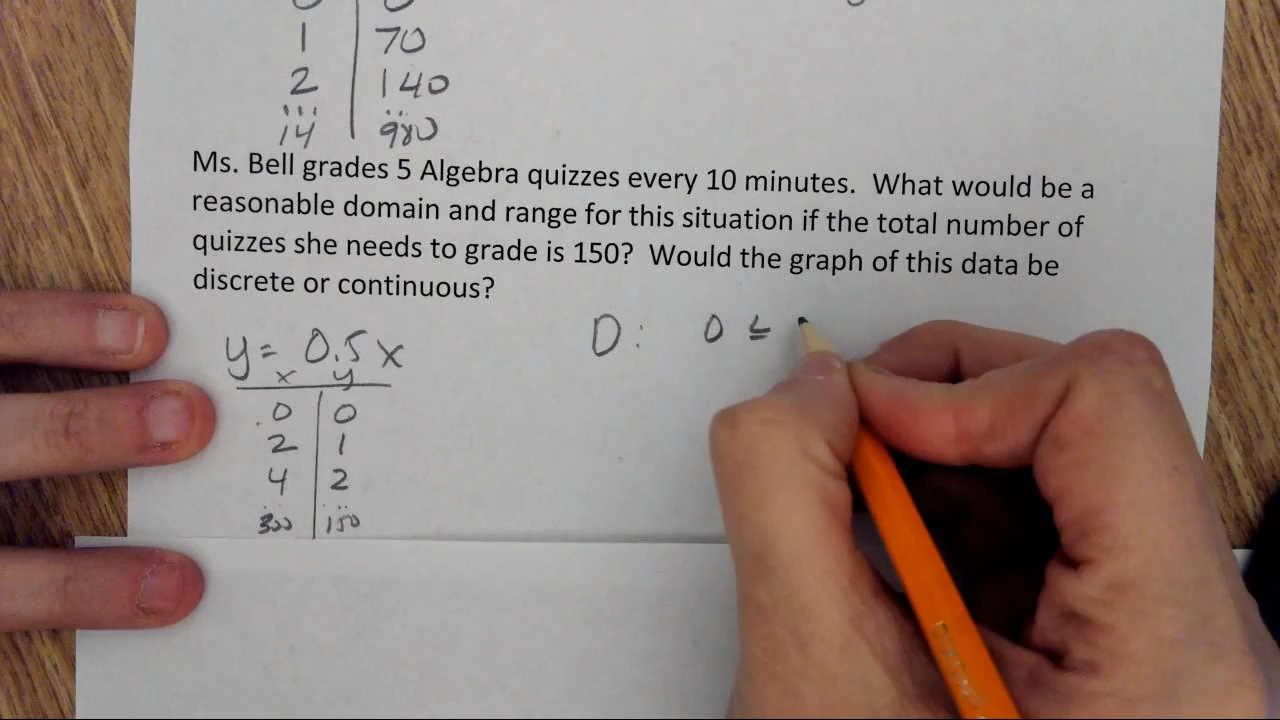 1 70
2 140
... ...
14 980
Ms. Bell grades 5 Algebra quizzes every 10 minutes. What would be a
reasonable domain and range for this situation if the total number of
quizzes she needs to grade is 150? Would the graph of this data be
discrete or continuous?
D: 0 ≤
y = 0.5x
x y
0 0
2 1
4 2
... ...
300 150